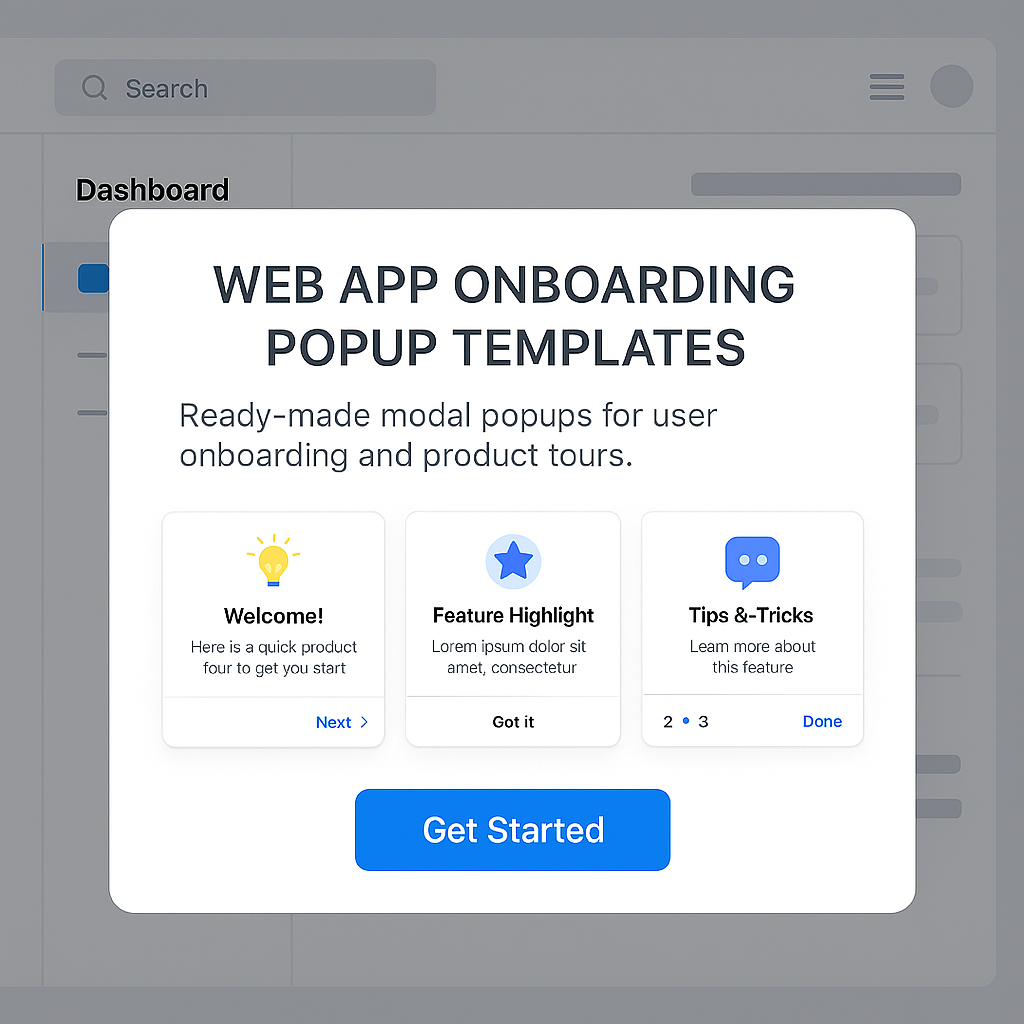 Search
Dashboard
WEB APP ONBOARDING
POPUP TEMPLATES
Ready-made modal popups for user
onboarding and product tours.
Welcome!
Here is a quick product
four to get you start
Next >
Feature Highlight
Lorem ipsum dolor sit
amet, consectetur
Got it
Tips &-Tricks
Learn more about
this feature
2 • 3
Done
Get Started